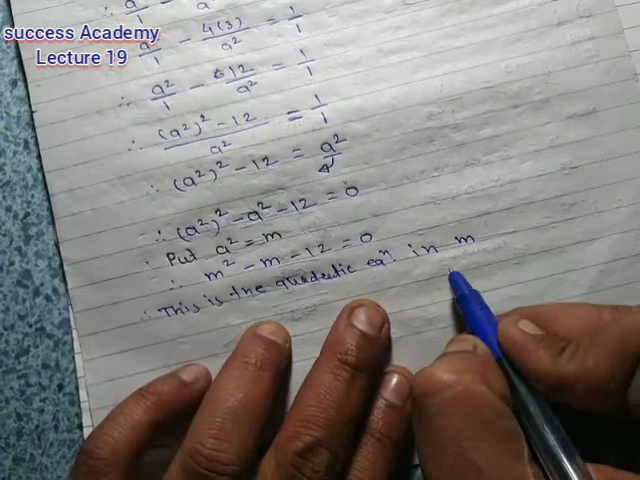 success Academy
Lecture 19
∴ a²/1 - 4(3)/a² = 1/1
∴ a²/1 - 12/a² = 1/1
∴ (a²)² - 12/a² = 1/1
∴ (a²)² - 12 = a²
∴ (a²)² - a² - 12 = 0
Put a² = m
∴ m² - m - 12 = 0
∴ This is the quadratic eqⁿ. in m